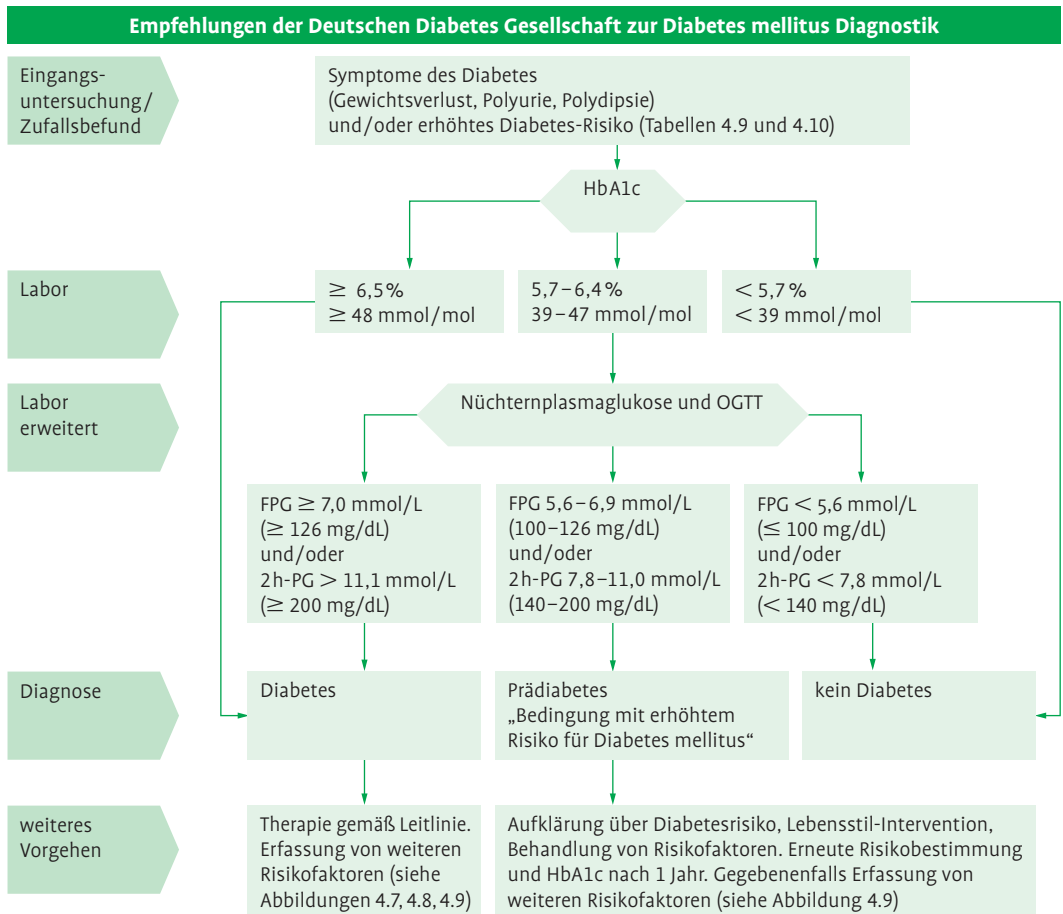 Empfehlungen der Deutschen Diabetes Gesellschaft zur Diabetes mellitus Diagnostik
Eingangs-
untersuchung/
Zufallsbefund
Symptome des Diabetes
(Gewichtsverlust, Polyurie, Polydipsie)
und/oder erhöhtes Diabetes-Risiko (Tabellen 4.9 und 4.10)
HbA1c
Labor
≥ 6,5%
≥ 48 mmol/mol
5,7–6,4%
39–47 mmol/mol
< 5,7%
< 39 mmol/mol
Labor
erweitert
Nüchternplasmaglukose und OGTT
FPG ≥ 7,0 mmol/L
(≥ 126 mg/dL)
und/oder
2h-PG > 11,1 mmol/L
(≥ 200 mg/dL)
FPG 5,6–6,9 mmol/L
(100–126 mg/dL)
und/oder
2h-PG 7,8–11,0 mmol/L
(140–200 mg/dL)
FPG < 5,6 mmol/L
(≤ 100 mg/dL)
und/oder
2h-PG < 7,8 mmol/L
(< 140 mg/dL)
Diagnose
Diabetes
Prädiabetes
„Bedingung mit erhöhtem
Risiko für Diabetes mellitus“
kein Diabetes
weiteres
Vorgehen
Therapie gemäß Leitlinie.
Erfassung von weiteren
Risikofaktoren (siehe
Abbildungen 4.7, 4.8, 4.9)
Aufklärung über Diabetesrisiko, Lebensstil-Intervention,
Behandlung von Risikofaktoren. Erneute Risikobestimmung
und HbA1c nach 1 Jahr. Gegebenenfalls Erfassung von
weiteren Risikofaktoren (siehe Abbildung 4.9)